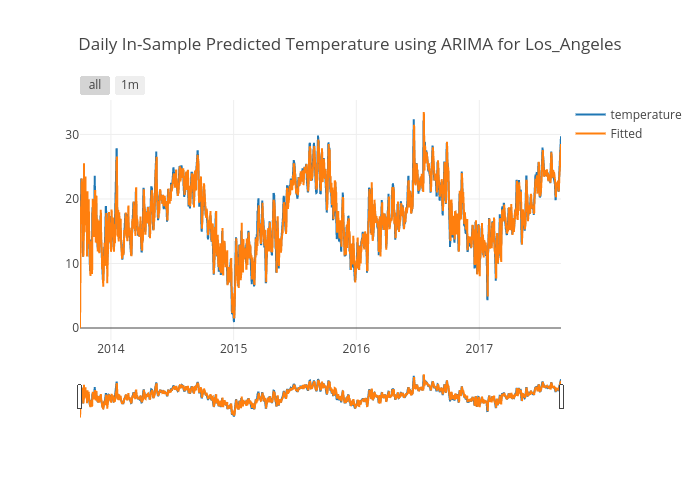 Daily In-Sample Predicted Temperature using ARIMA for Los_Angeles
all 1m
temperature
Fitted
30
20
10
0
2014 2015 2016 2017